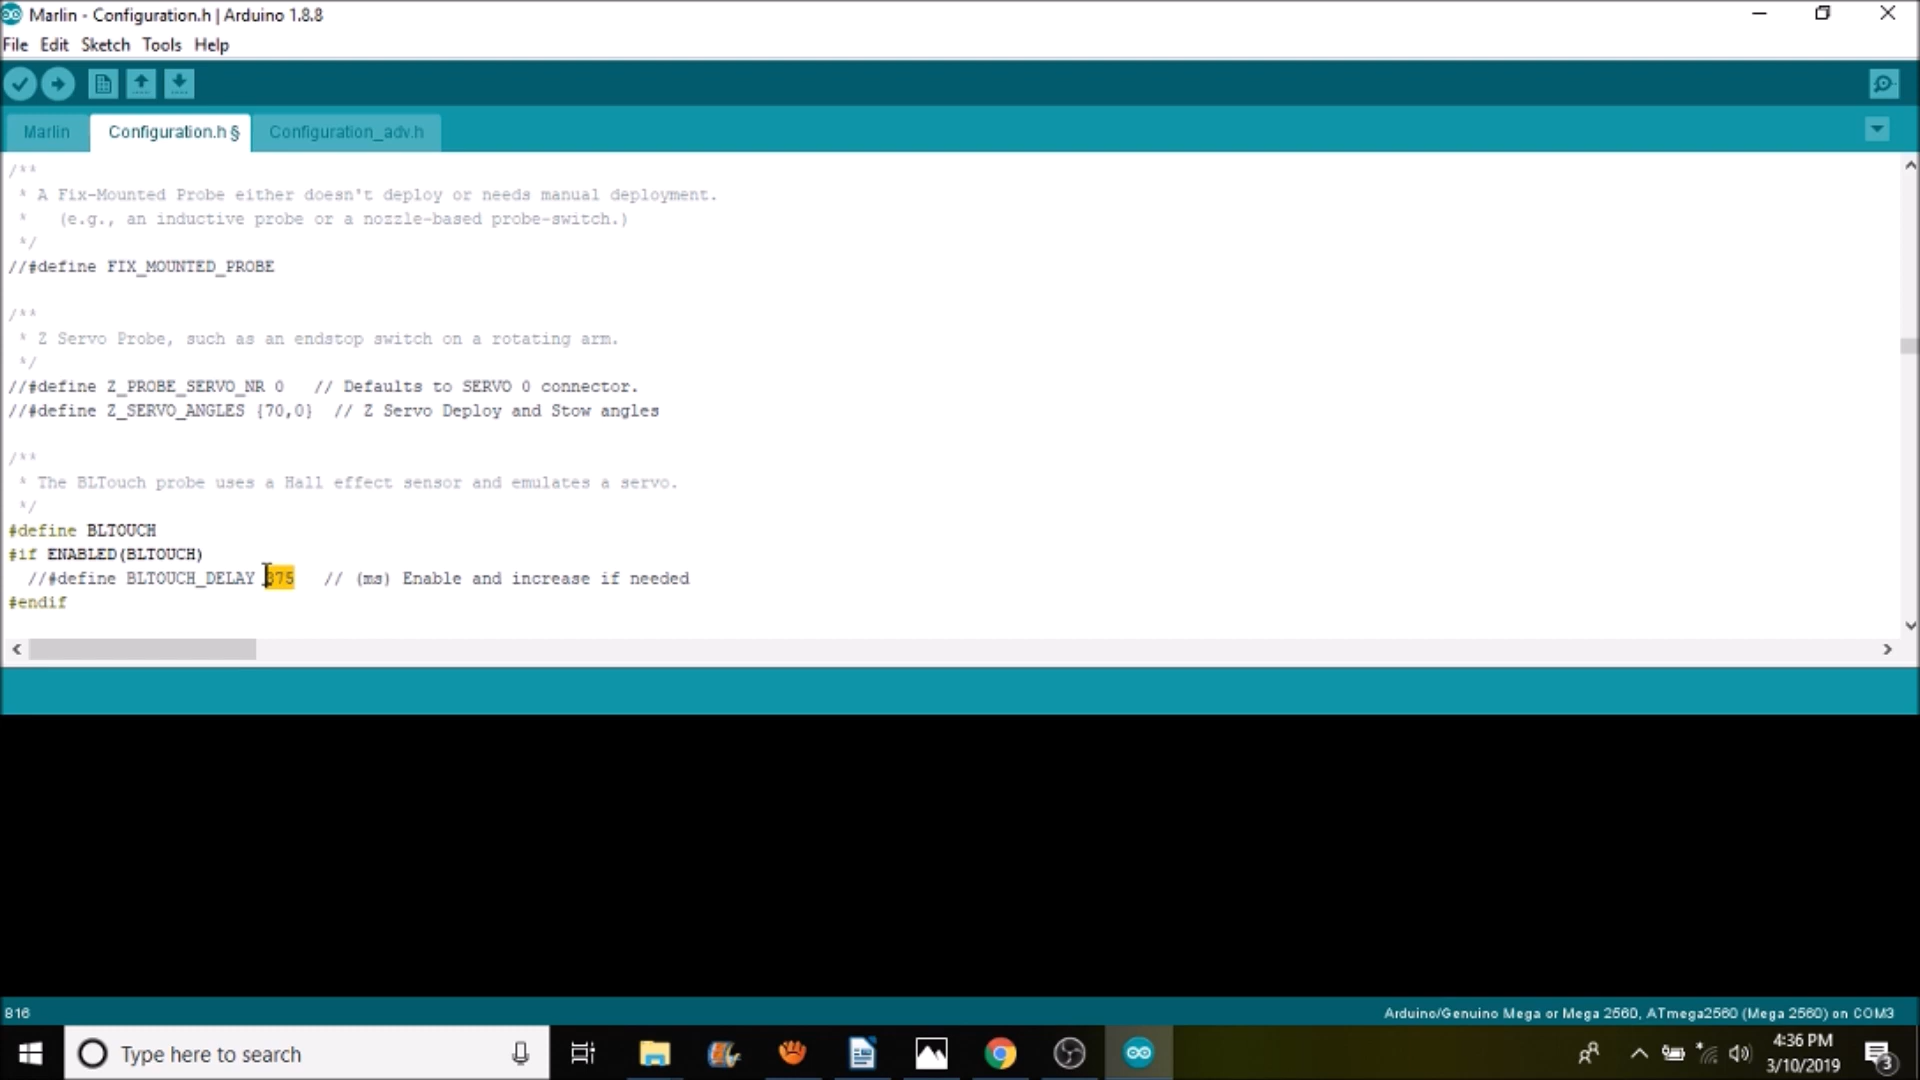 Marlin - Configuration.h | Arduino 1.8.8
File Edit Sketch Tools Help
Marlin Configuration.h § Configuration_adv.h
/**
 * A Fix-Mounted Probe either doesn't deploy or needs manual deployment.
 *   (e.g., an inductive probe or a nozzle-based probe-switch.)
 */
//#define FIX_MOUNTED_PROBE
/**
 * Z Servo Probe, such as an endstop switch on a rotating arm.
 */
//#define Z_PROBE_SERVO_NR 0   // Defaults to SERVO 0 connector.
//#define Z_SERVO_ANGLES {70,0}  // Z Servo Deploy and Stow angles
/**
 * The BLTouch probe uses a Hall effect sensor and emulates a servo.
 */
#define BLTOUCH
#if ENABLED(BLTOUCH)
  //#define BLTOUCH_DELAY 375   // (ms) Enable and increase if needed
#endif
816
Arduino/Genuino Mega or Mega 2560, ATmega2560 (Mega 2560) on COM3
Type here to search
4:36 PM
3/10/2019
3